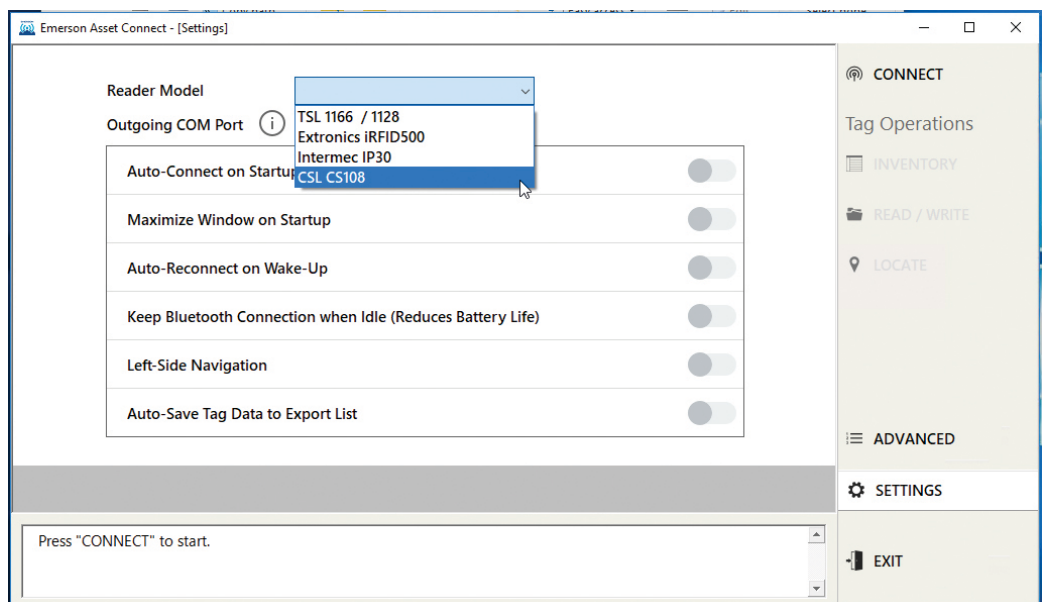 Emerson Asset Connect - [Settings]
Reader Model
TSL 1166 / 1128
Outgoing COM Port
Extronics iRFID500
Intermec IP30
CSL CS108
Auto-Connect on Startup
Maximize Window on Startup
Auto-Reconnect on Wake-Up
Keep Bluetooth Connection when Idle (Reduces Battery Life)
Left-Side Navigation
Auto-Save Tag Data to Export List
Press "CONNECT" to start.
CONNECT
Tag Operations
INVENTORY
READ / WRITE
LOCATE
ADVANCED
SETTINGS
EXIT